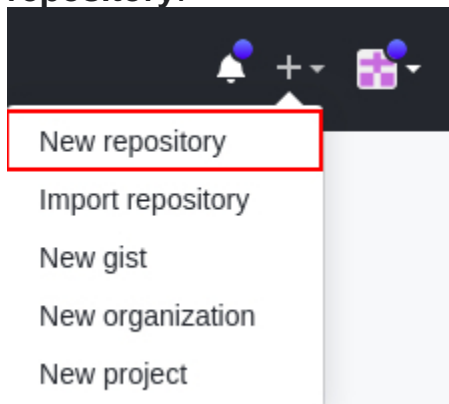 repository.
New repository
Import repository
New gist
New organization
New project